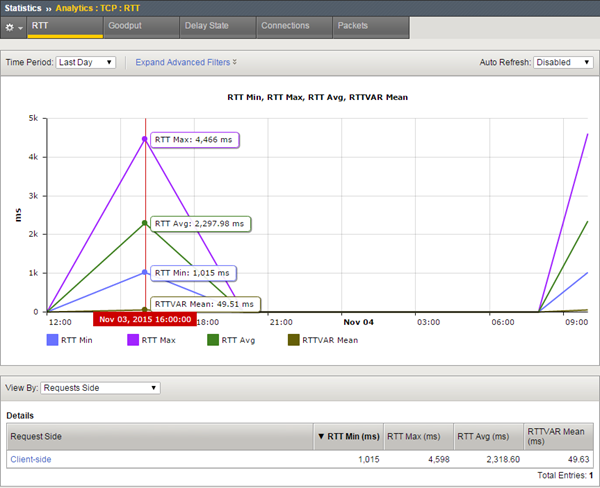 Statistics ›› Analytics : TCP : RTT
RTT Goodput Delay State Connections Packets
Time Period: Last Day Expand Advanced Filters Auto Refresh: Disabled
RTT Min, RTT Max, RTT Avg, RTTVAR Mean
5k
RTT Max: 4,466 ms
4k
3k
ms
RTT Avg: 2,297.98 ms
2k
RTT Min: 1,015 ms
1k
RTTVAR Mean: 49.51 ms
0
12:00 Nov 03, 2015 16:00:00 18:00 21:00 Nov 04 03:00 06:00 09:00
RTT Min RTT Max RTT Avg RTTVAR Mean
View By: Requests Side
Details
Request Side ▼ RTT Min (ms) RTT Max (ms) RTT Avg (ms) RTTVAR Mean (ms)
Client-side 1,015 4,598 2,318.60 49.63
Total Entries: 1